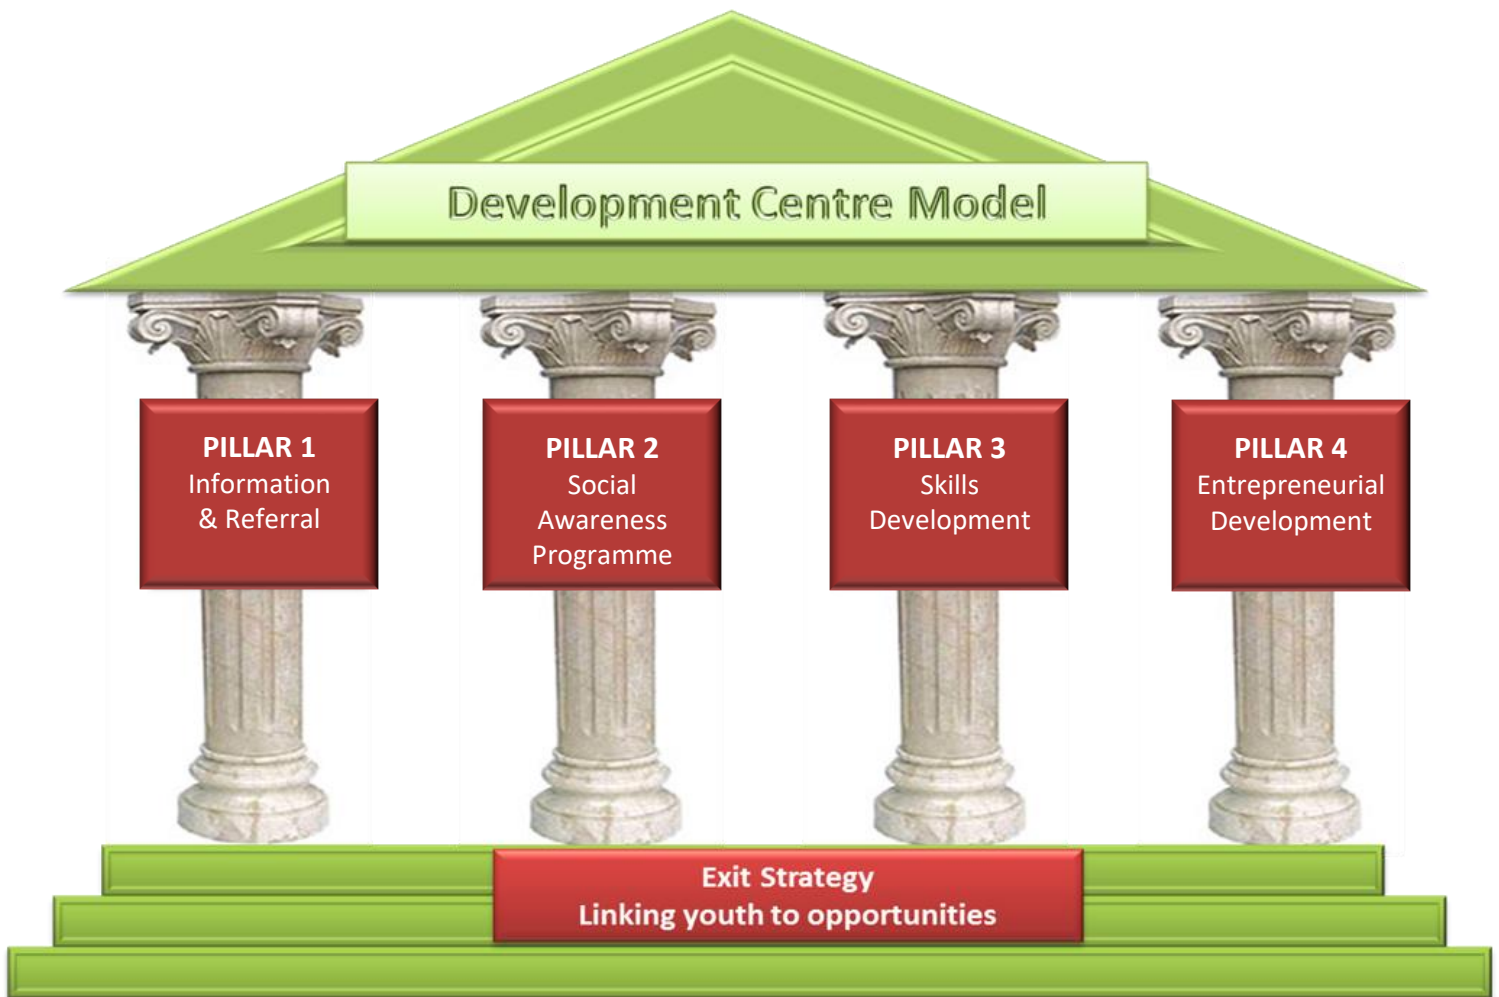 Development Centre Model
PILLAR 1
Information
& Referral
PILLAR 2
Social
Awareness
Programme
PILLAR 3
Skills
Development
PILLAR 4
Entrepreneurial
Development
Exit Strategy
Linking youth to opportunities